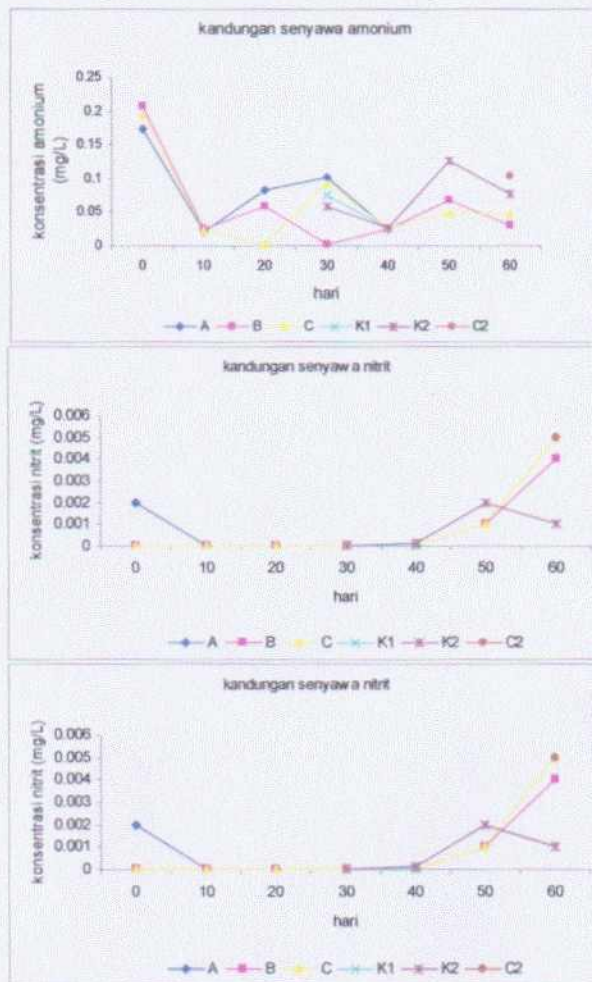 kandungan senyawa amonium
konsentrasi amonium
(mg/L)
0.25
0.2
0.15
0.1
0.05
0
0 10 20 30 40 50 60
hari
A B C K1 K2 C2
kandungan senyawa nitrit
konsentrasi nitrit (mg/L)
0.006
0.005
0.004
0.003
0.002
0.001
0
0 10 20 30 40 50 60
hari
A B C K1 K2 C2
kandungan senyawa nitrit
konsentrasi nitrit (mg/L)
0.006
0.005
0.004
0.003
0.002
0.001
0
0 10 20 30 40 50 60
hari
A B C K1 K2 C2